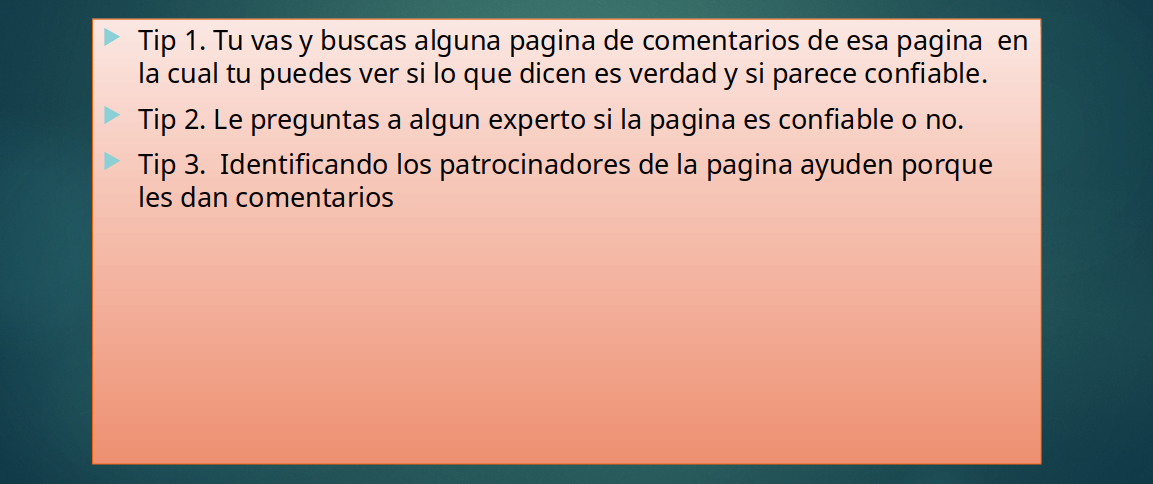 Tip 1. Tu vas y buscas alguna pagina de comentarios de esa pagina  en
la cual tu puedes ver si lo que dicen es verdad y si parece confiable.
Tip 2. Le preguntas a algun experto si la pagina es confiable o no.
Tip 3.  Identificando los patrocinadores de la pagina ayuden porque
les dan comentarios